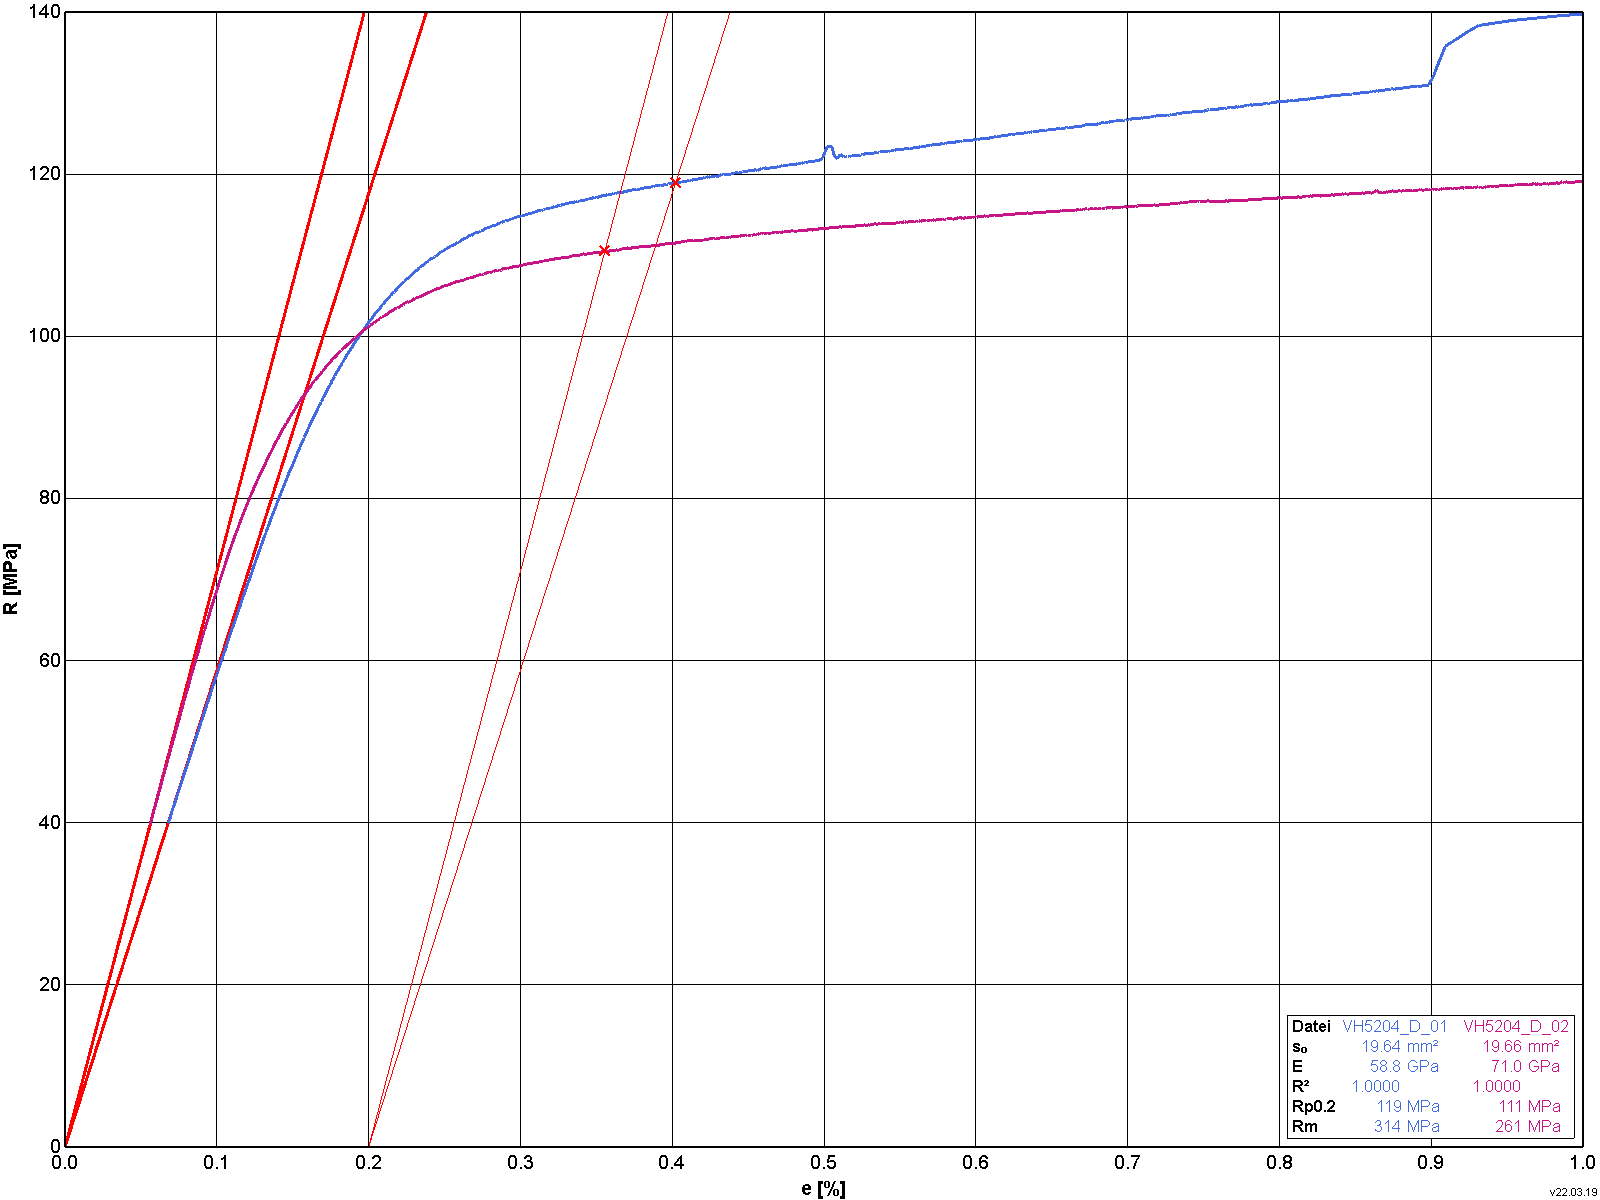 140
120
100
80
60
40
20
0
R [MPa]
0.0 0.1 0.2 0.3 0.4 0.5 0.6 0.7 0.8 0.9 1.0
e [%]
Datei VH5204_D_01 VH5204_D_02
s₀ 19.64 mm² 19.66 mm²
E 58.8 GPa 71.0 GPa
R² 1.0000 1.0000
Rp0.2 119 MPa 111 MPa
Rm 314 MPa 261 MPa
v22.03.19